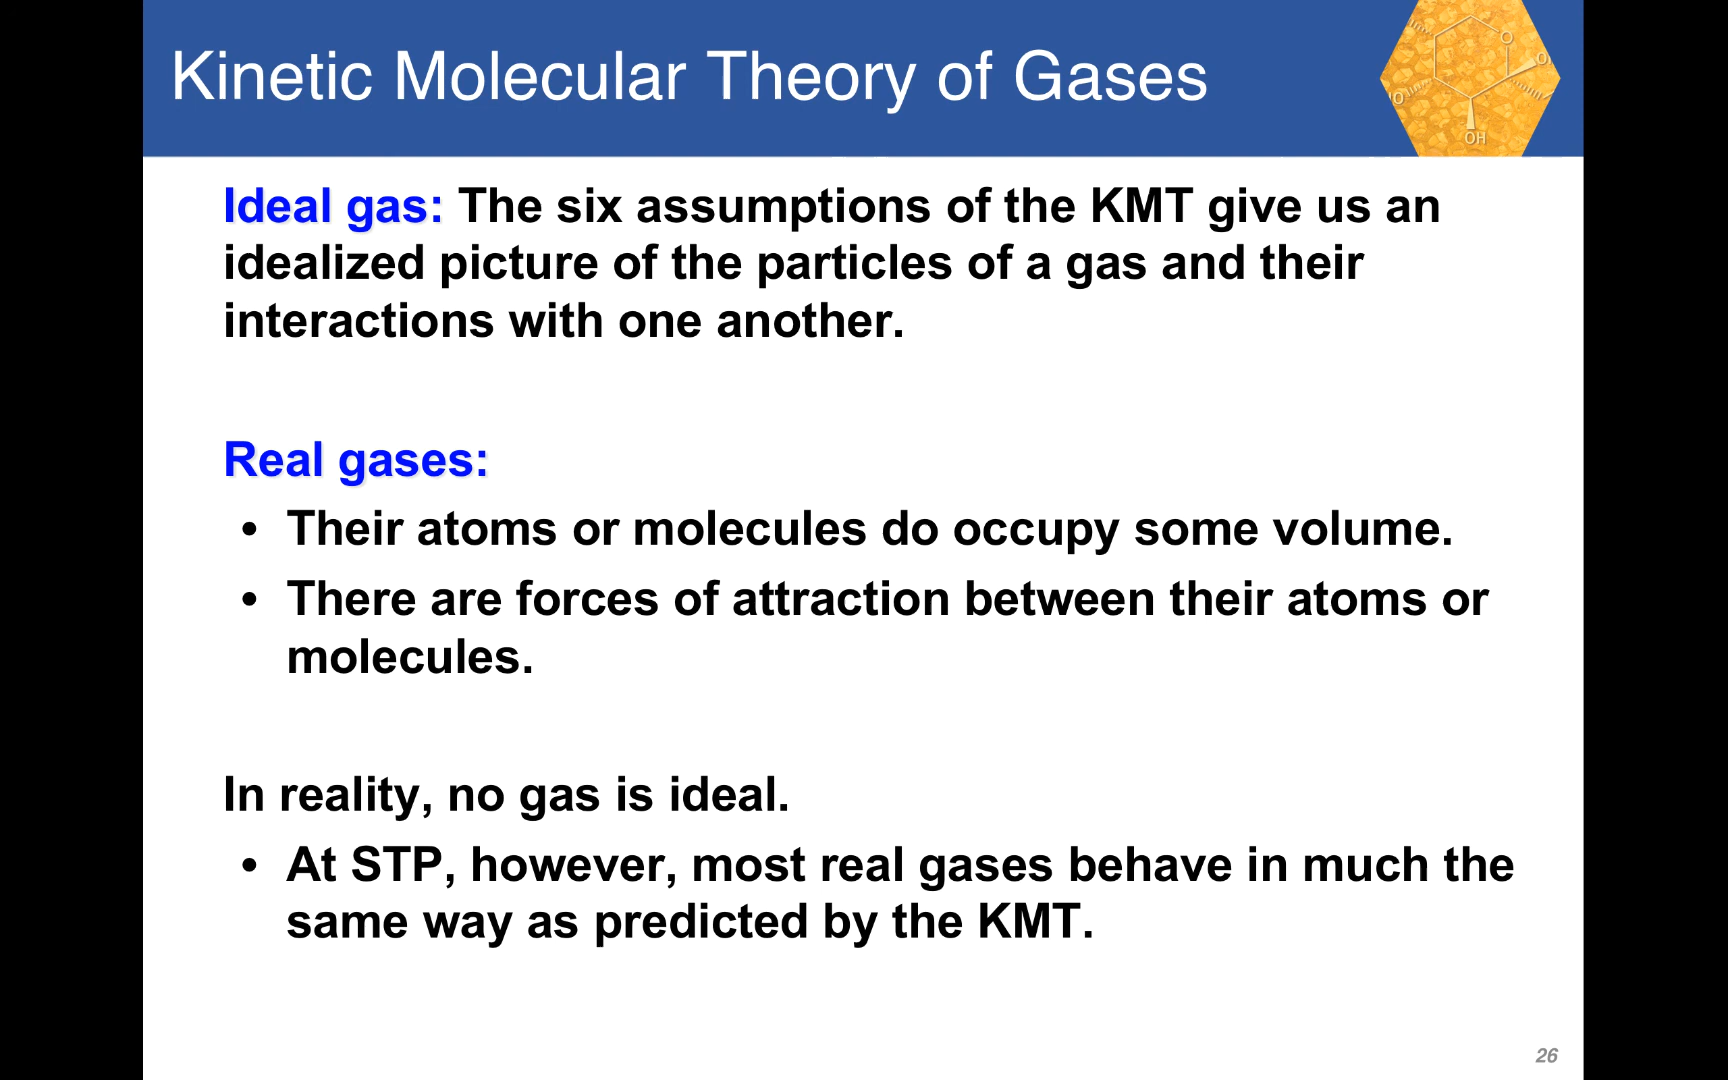 Kinetic Molecular Theory of Gases
O
O
O
OH
Ideal gas: The six assumptions of the KMT give us an
idealized picture of the particles of a gas and their
interactions with one another.
Real gases:
• Their atoms or molecules do occupy some volume.
• There are forces of attraction between their atoms or
molecules.
In reality, no gas is ideal.
• At STP, however, most real gases behave in much the
same way as predicted by the KMT.
26